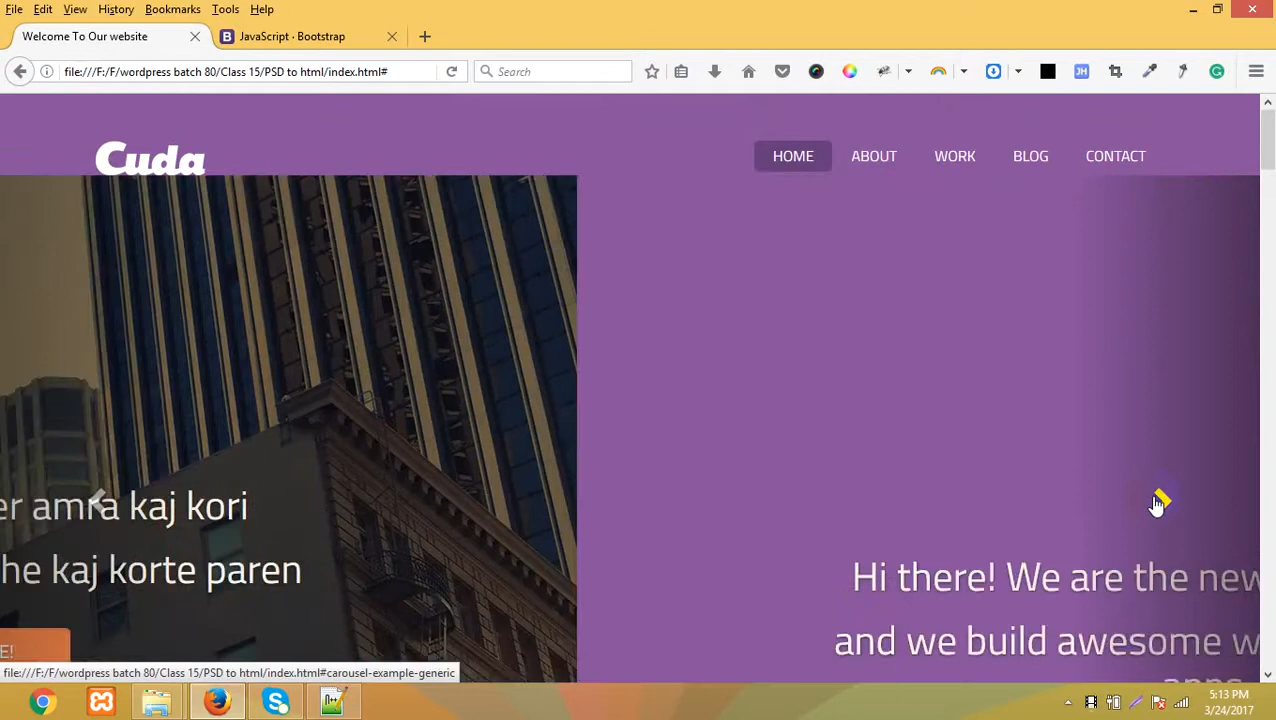 File Edit View History Bookmarks Tools Help
Welcome To Our website
B JavaScript · Bootstrap
file:///F:/F/wordpress batch 80/Class 15/PSD to html/index.html#
Search
JH
Cuda
HOME ABOUT WORK BLOG CONTACT
er amra kaj kori
he kaj korte paren
E!
Hi there! We are the new
and we build awesome w
apps
file:///F:/F/wordpress batch 80/Class 15/PSD to html/index.html#carousel-example-generic
5:13 PM
3/24/2017